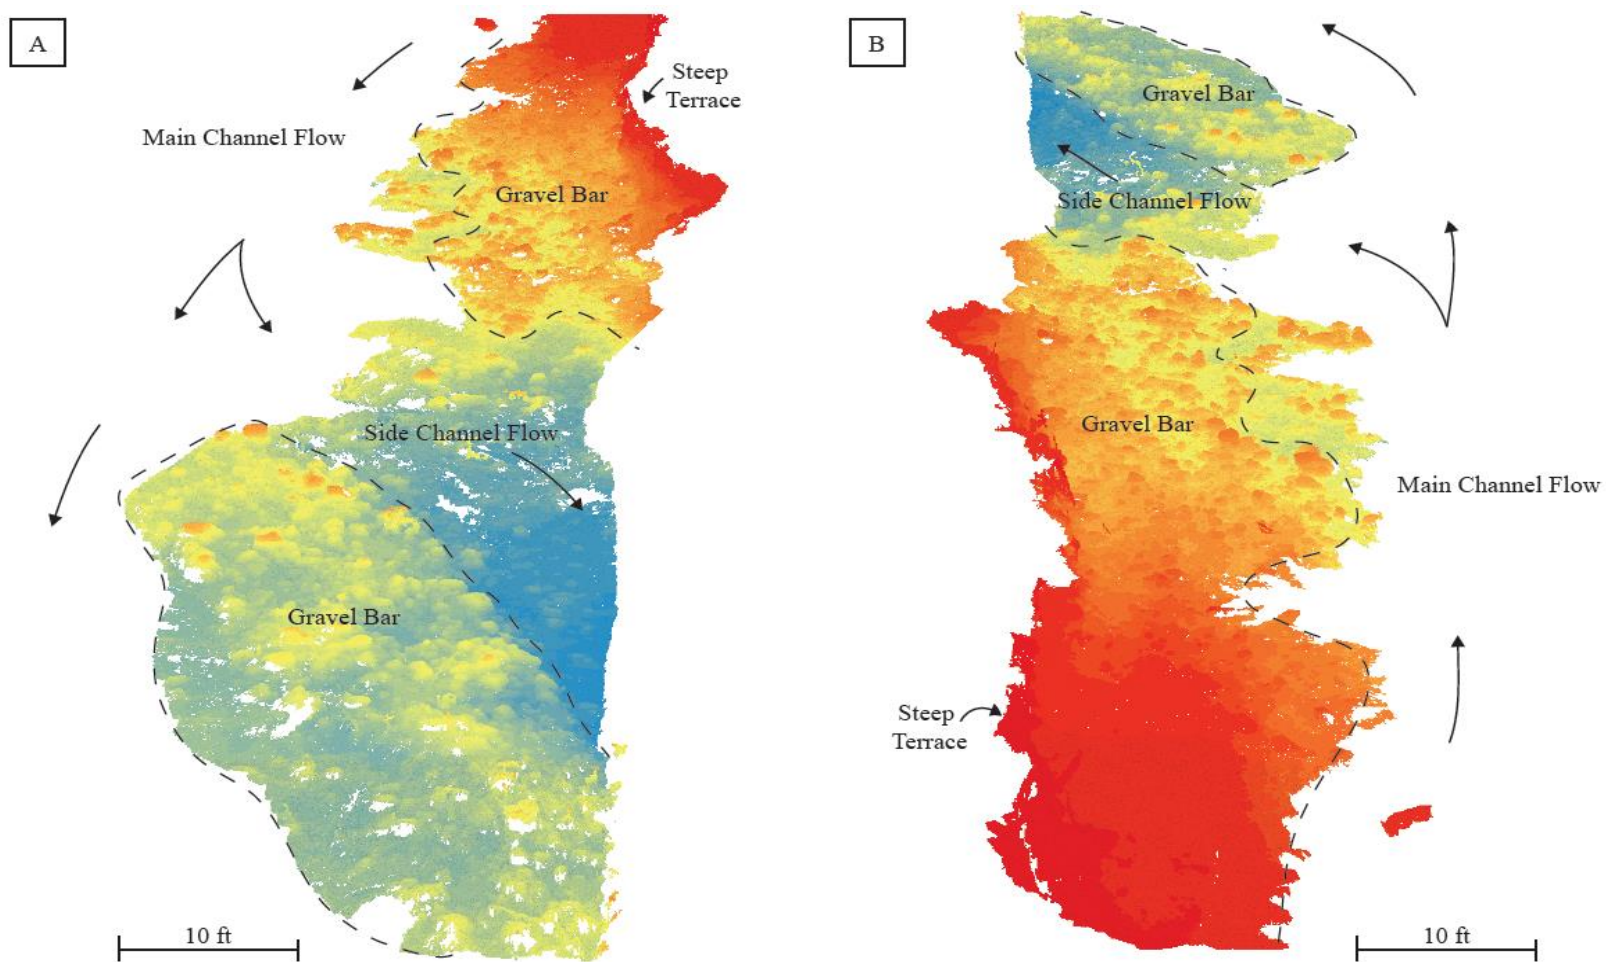 A
Steep
Terrace
Main Channel Flow
Gravel Bar
Side Channel Flow
Gravel Bar
10 ft
B
Gravel Bar
Side Channel Flow
Gravel Bar
Main Channel Flow
Steep
Terrace
10 ft